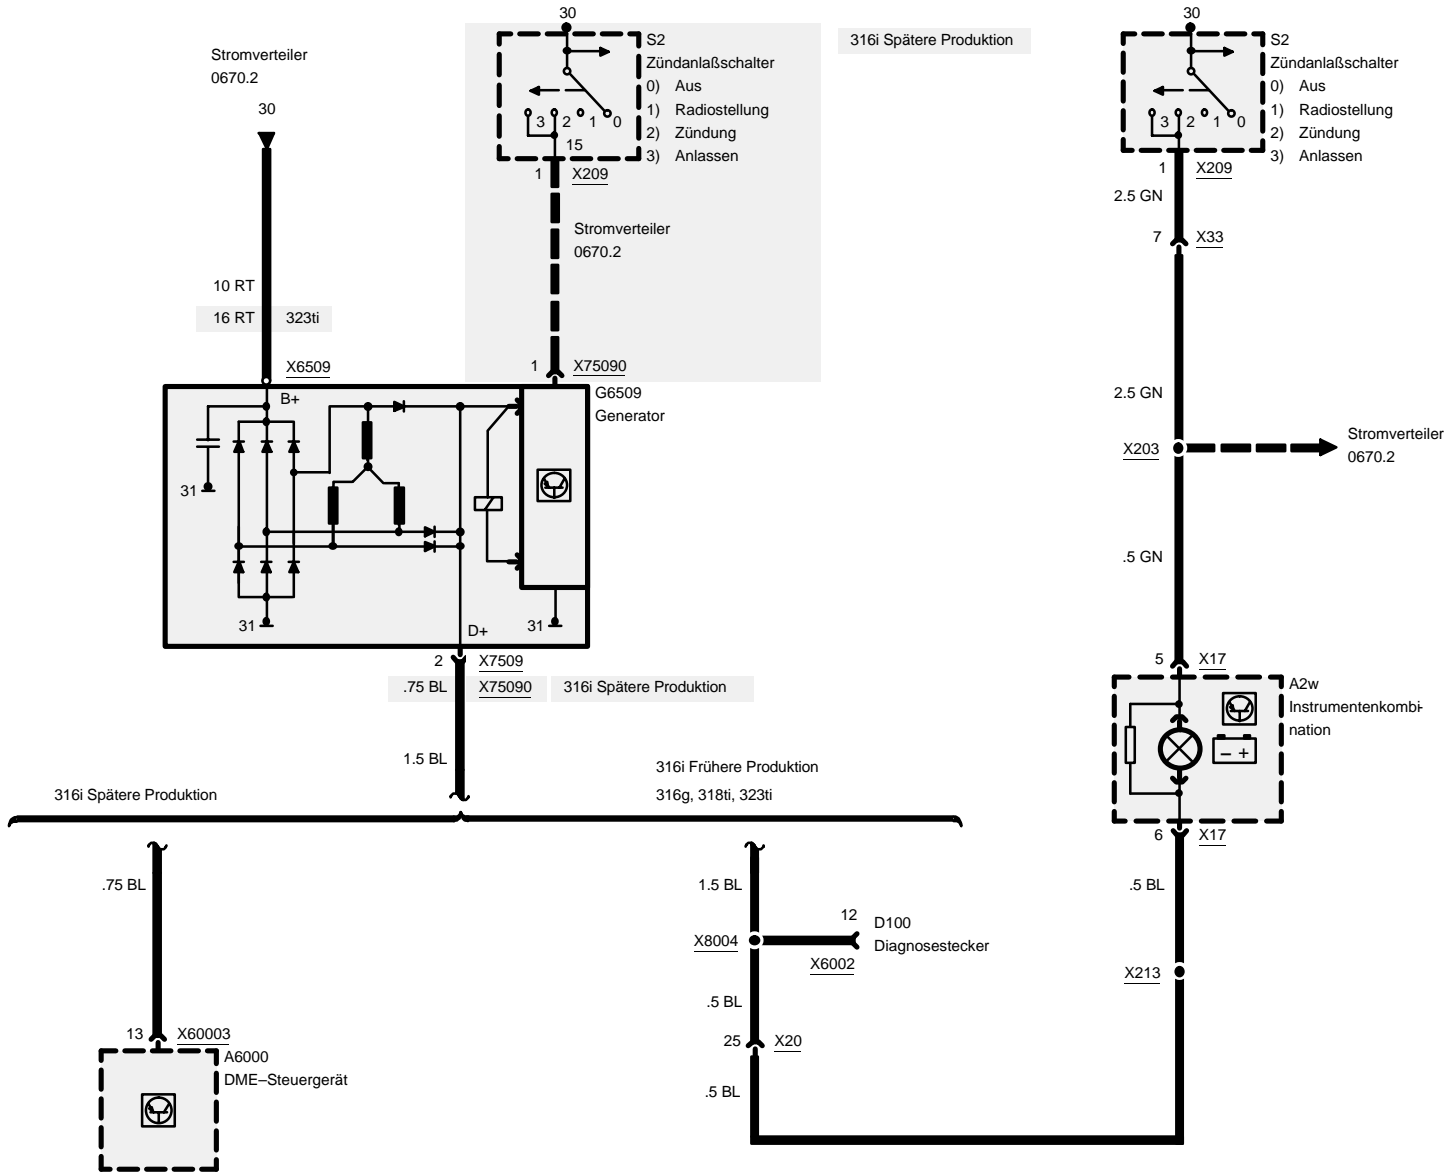 Stromverteiler
0670.2
30
10 RT
16 RT
323ti
X6509
30
S2
Zündanlaßschalter
0) Aus
1) Radiostellung
2) Zündung
3) Anlassen
3 2 1 0
15
1
X209
Stromverteiler
0670.2
1
X75090
316i Spätere Produktion
30
S2
Zündanlaßschalter
0) Aus
1) Radiostellung
2) Zündung
3) Anlassen
3 2 1 0
1
X209
2.5 GN
7
X33
2.5 GN
X203
Stromverteiler
0670.2
.5 GN
5
X17
B+
G6509
Generator
31
31
31
D+
2
X7509
.75 BL
X75090
316i Spätere Produktion
1.5 BL
316i Spätere Produktion
316i Frühere Produktion
316g, 318ti, 323ti
A2w
Instrumentenkombi-
nation
– +
6
X17
.75 BL
1.5 BL
.5 BL
12
D100
Diagnosestecker
X8004
X6002
X213
.5 BL
13
X60003
25
X20
A6000
DME–Steuergerät
.5 BL